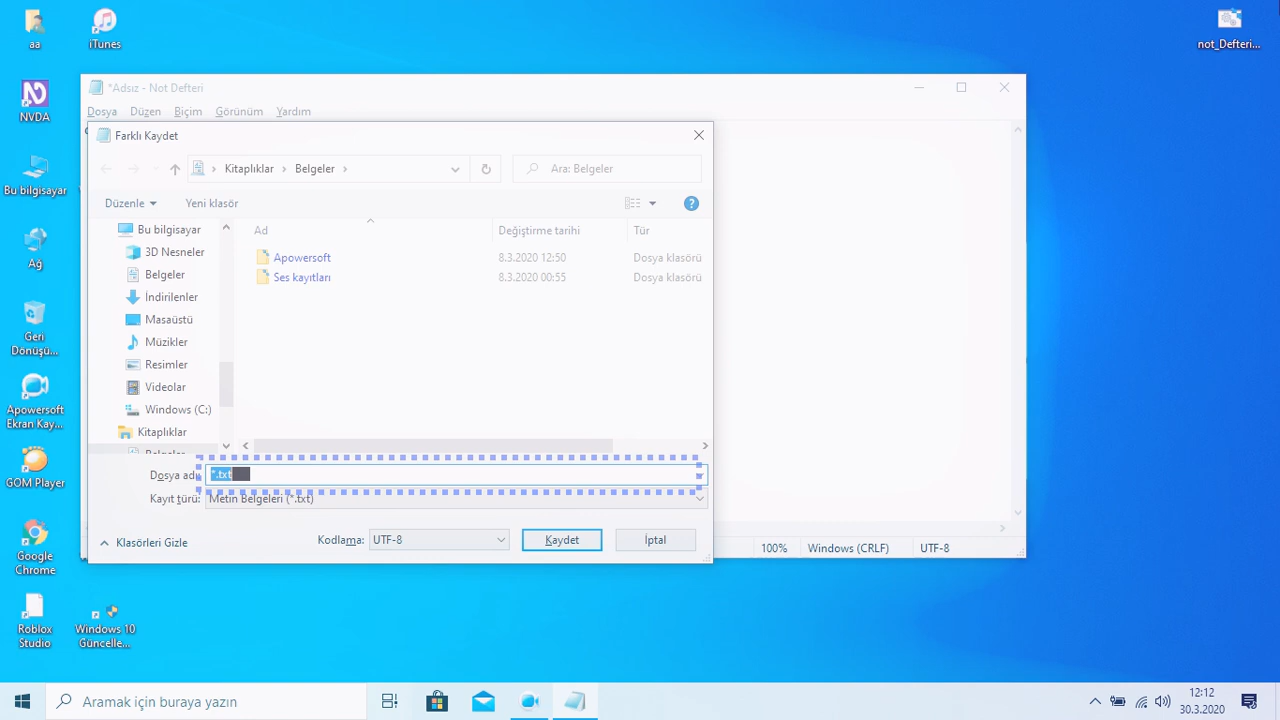 aa
iTunes
not_Defteri...
NVDA
Bu bilgisayar
Ağ
Geri
Dönüşü...
Apowersoft
Ekran Kay...
GOM Player
Google
Chrome
Roblox
Studio
Windows 10
Güncelle...
*Adsız - Not Defteri
Dosya Düzen Biçim Görünüm Yardım
Farklı Kaydet
Kitaplıklar > Belgeler >
Ara: Belgeler
Düzenle Yeni klasör
Ad Değiştirme tarihi Tür
Apowersoft 8.3.2020 12:50 Dosya klasörü
Ses kayıtları 8.3.2020 00:55 Dosya klasörü
Bu bilgisayar
3D Nesneler
Belgeler
İndirilenler
Masaüstü
Müzikler
Resimler
Videolar
Windows (C:)
Kitaplıklar
Belgeler
Dosya adı: *.txt
Kayıt türü: Metin Belgeleri (*.txt)
Klasörleri Gizle
Kodlama: UTF-8
Kaydet İptal
100% Windows (CRLF) UTF-8
Aramak için buraya yazın
12:12
30.3.2020